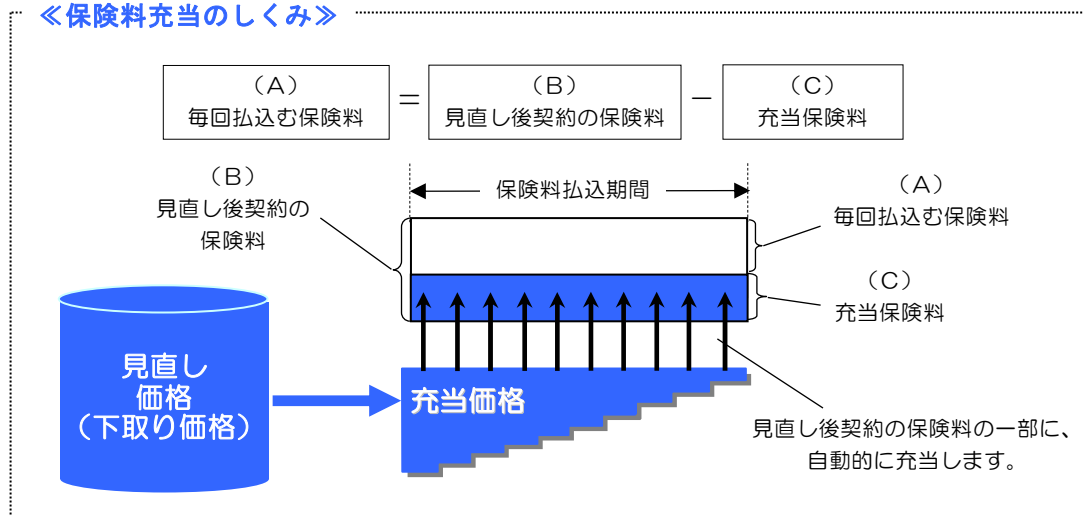 ≪保険料充当のしくみ≫
(A)
毎回払込む保険料
=
(B)
見直し後契約の保険料
−
(C)
充当保険料
(B)
見直し後契約の
保険料
保険料払込期間
(A)
毎回払込む保険料
(C)
充当保険料
見直し
価格
(下取り価格)
充当価格
見直し後契約の保険料の一部に、
自動的に充当します。